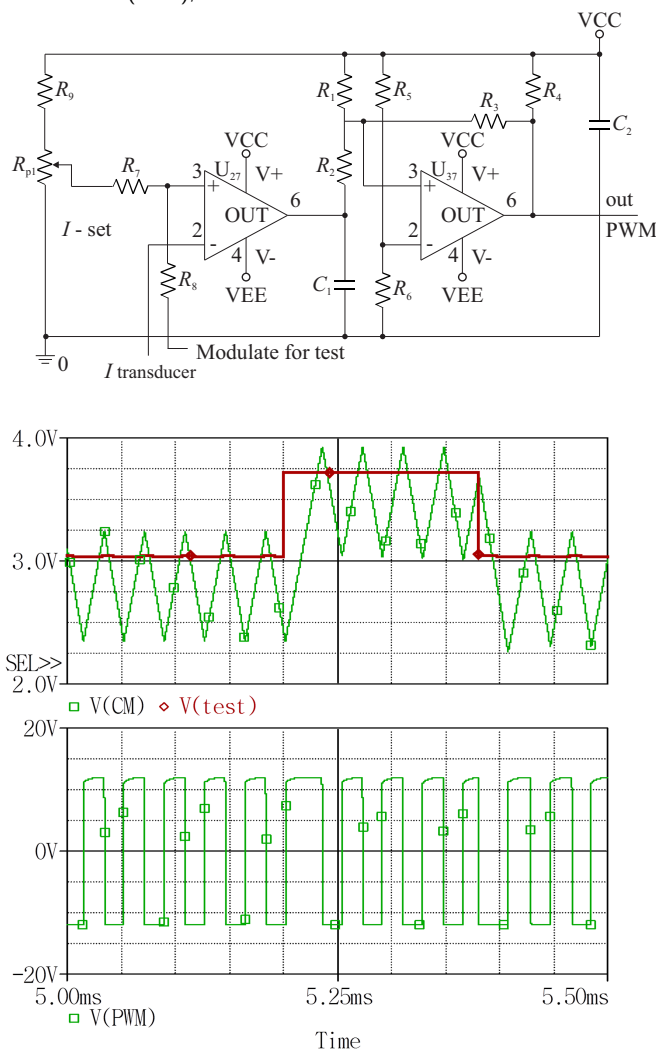 VCC
R9
R1
R5
R3
R4
C2
Rp1
R7
3
VCC
U27
V+
R2
3
VCC
U37
V+
+
OUT
6
+
OUT
6
out
PWM
I - set
2
-
4
V-
2
-
4
V-
R8
VEE
C1
R6
VEE
0
Modulate for test
I transducer
4.0V
3.0V
SEL>>
2.0V
V(CM) V(test)
20V
0V
-20V
5.00ms 5.25ms 5.50ms
V(PWM)
Time